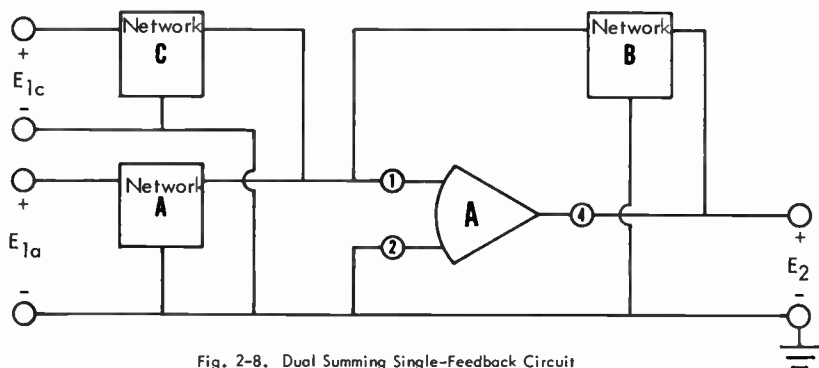 Network
C
Network
B
+
E1c
-
Network
A
+
E1a
-
1
2
A
4
+
E2
-
Fig. 2-8. Dual Summing Single-Feedback Circuit